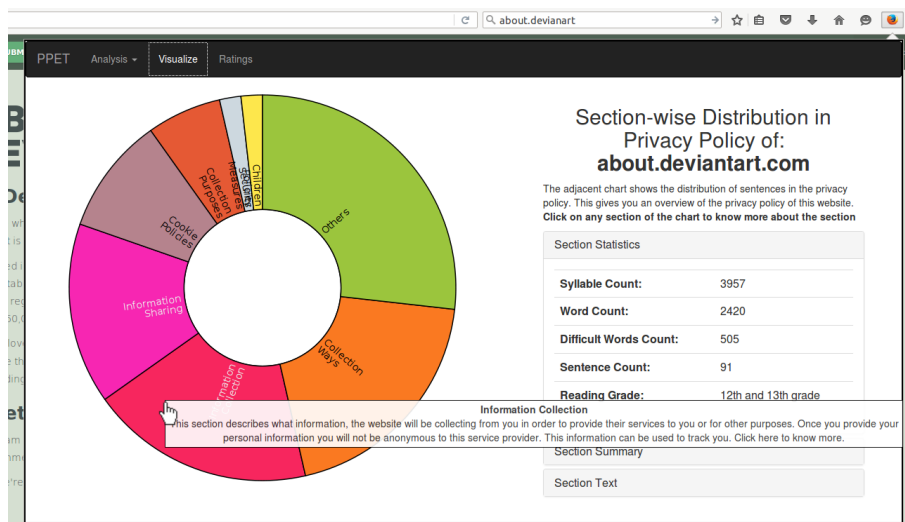 about.devianart
PPET Analysis Visualize Ratings
Children
Security
Measures
Collection
Purposes
Cookie
Policies
Information
Sharing
Information
Collection
Collection
Ways
Others
Section-wise Distribution in
Privacy Policy of:
about.deviantart.com
The adjacent chart shows the distribution of sentences in the privacy
policy. This gives you an overview of the privacy policy of this website.
Click on any section of the chart to know more about the section
Section Statistics
Syllable Count: 3957
Word Count: 2420
Difficult Words Count: 505
Sentence Count: 91
Reading Grade: 12th and 13th grade
Information Collection
This section describes what information, the website will be collecting from you in order to provide their services to you or for other purposes. Once you provide your
personal information you will not be anonymous to this service provider. This information can be used to track you. Click here to know more.
Section Summary
Section Text